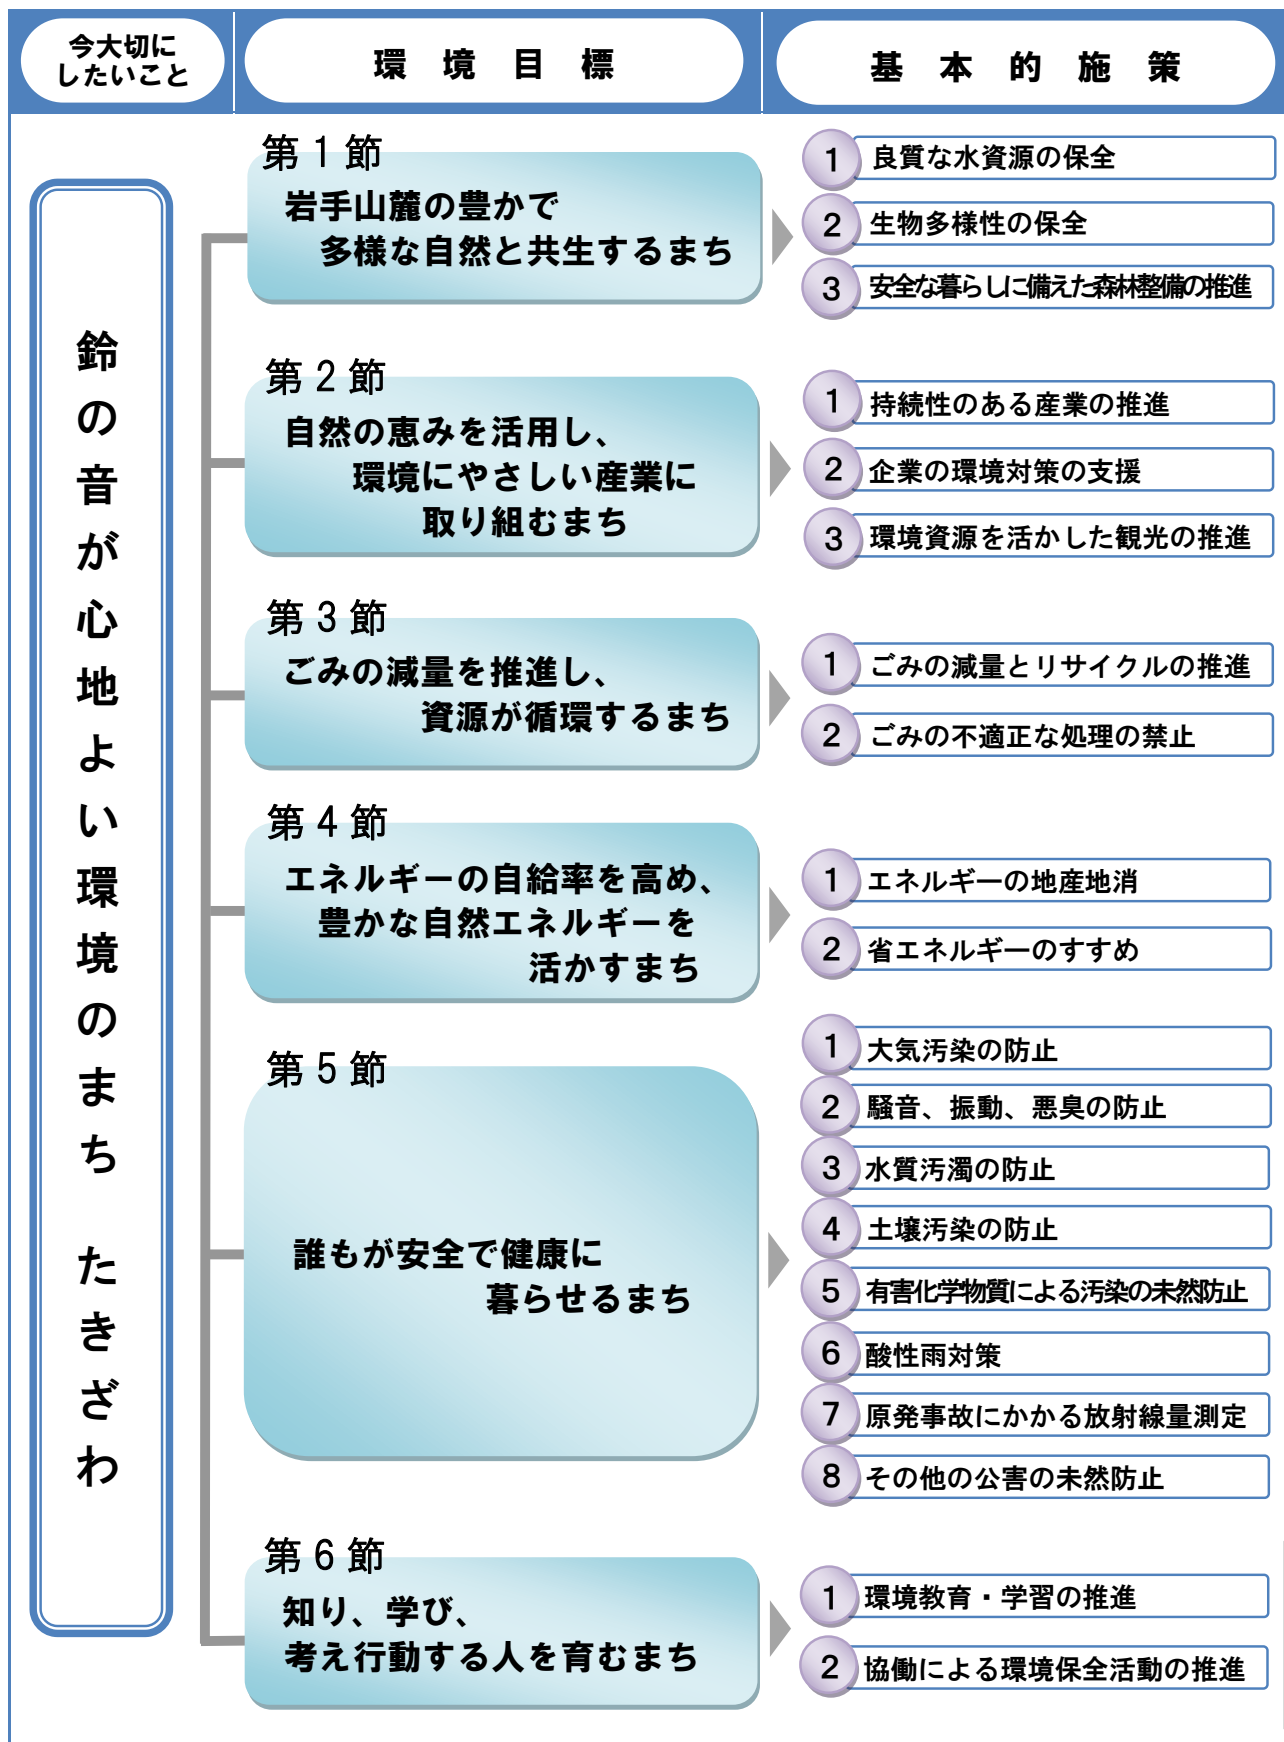 今大切に
したいこと
環境目標
基本的施策
鈴の音が心地よい環境のまち　たきざわ
第１節
岩手山麓の豊かで
多様な自然と共生するまち
1 良質な水資源の保全
2 生物多様性の保全
3 安全な暮らしに備えた森林整備の推進
第２節
自然の恵みを活用し、
環境にやさしい産業に
取り組むまち
1 持続性のある産業の推進
2 企業の環境対策の支援
3 環境資源を活かした観光の推進
第３節
ごみの減量を推進し、
資源が循環するまち
1 ごみの減量とリサイクルの推進
2 ごみの不適正な処理の禁止
第４節
エネルギーの自給率を高め、
豊かな自然エネルギーを
活かすまち
1 エネルギーの地産地消
2 省エネルギーのすすめ
第５節
誰もが安全で健康に
暮らせるまち
1 大気汚染の防止
2 騒音、振動、悪臭の防止
3 水質汚濁の防止
4 土壌汚染の防止
5 有害化学物質による汚染の未然防止
6 酸性雨対策
7 原発事故にかかる放射線量測定
8 その他の公害の未然防止
第６節
知り、学び、
考え行動する人を育むまち
1 環境教育・学習の推進
2 協働による環境保全活動の推進